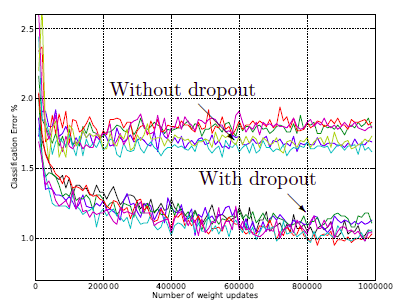 2.5
2.0
1.5
1.0
Classification Error %
Without dropout
With dropout
0
200000
400000
600000
800000
1000000
Number of weight updates